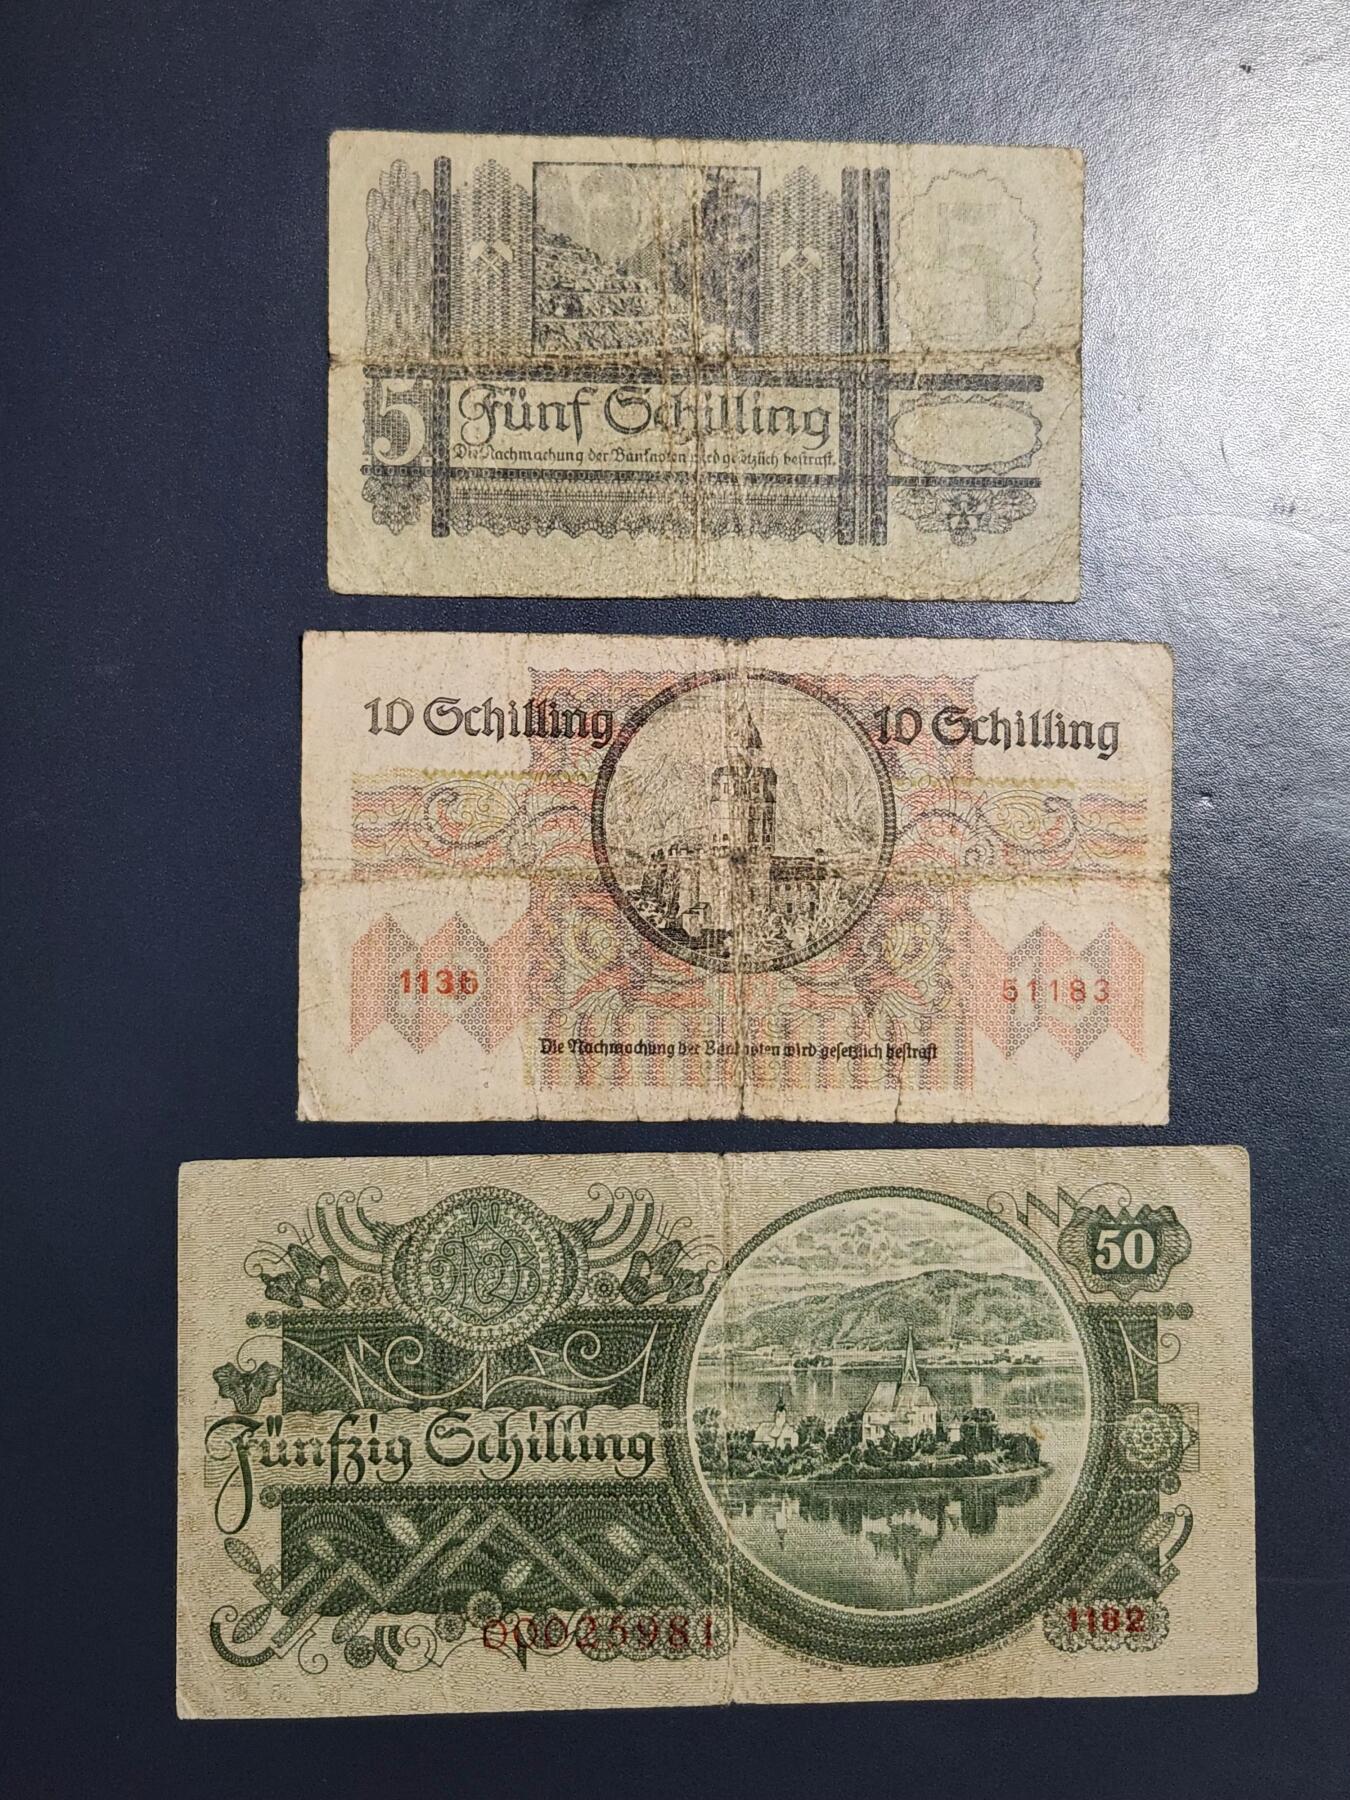 5
5
Fünf Schilling
Die Nachmachung der Banknoten wird gesetzlich bestraft.
10 Schilling
10 Schilling
1136
51183
Die Nachmachung der Banknoten wird gesetzlich bestraft
50
Fünfzig Schilling
00025981
1182